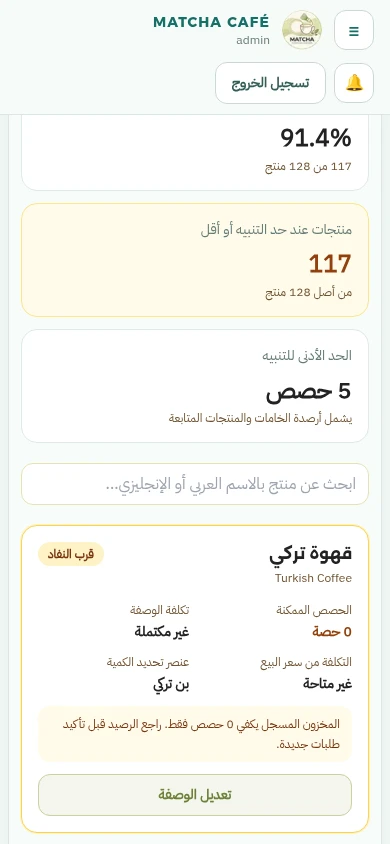 MATCHA CAFÉ
admin
MATCHA
تسجيل الخروج
91.4%
117 من 128 منتج
منتجات عند حد التنبيه أو أقل
117
من أصل 128 منتج
الحد الأدنى للتنبيه
5 حصص
يشمل أرصدة الخامات والمنتجات المتابعة
ابحث عن منتج بالاسم العربي أو الإنجليزي...
قهوة تركي
قرب النفاد
Turkish Coffee
الحصص الممكنة
تكلفة الوصفة
0 حصة
غير مكتملة
التكلفة من سعر البيع
عنصر تحديد الكمية
غير متاحة
بن تركي
المخزون المسجل يكفي 0 حصص فقط. راجع الرصيد قبل تأكيد
طلبات جديدة.
تعديل الوصفة